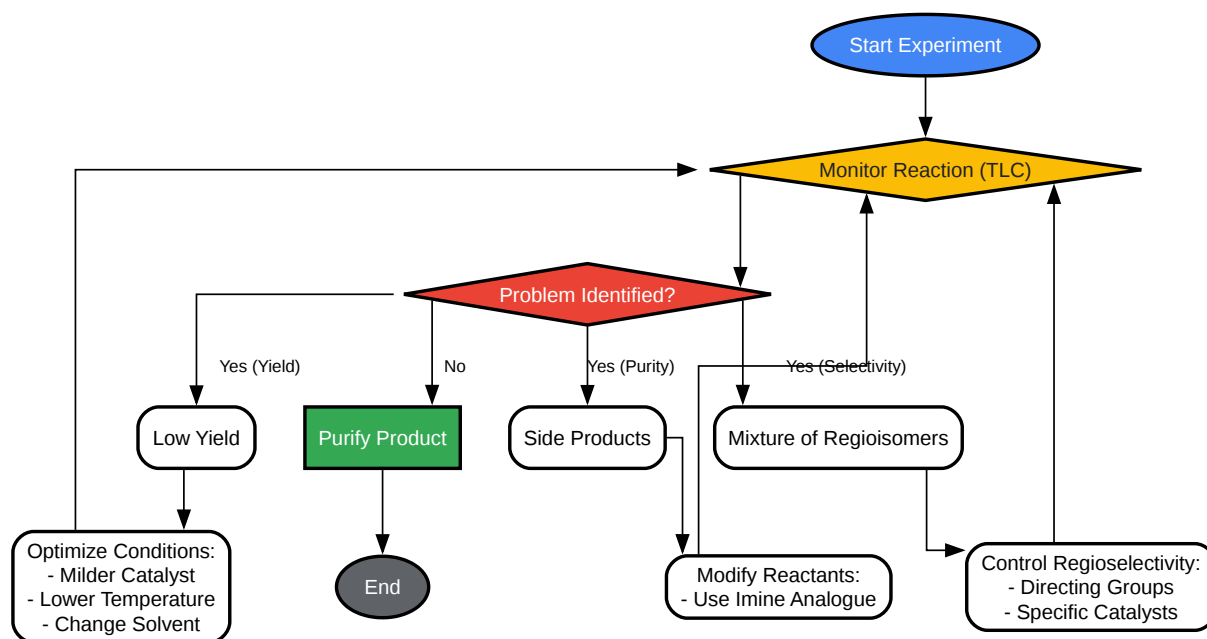 Start Experiment
Monitor Reaction (TLC)
Problem Identified?
Yes (Yield)
No
Yes (Purity)
Yes (Selectivity)
Low Yield
Purify Product
Side Products
Mixture of Regioisomers
Optimize Conditions:
- Milder Catalyst
- Lower Temperature
- Change Solvent
End
Modify Reactants:
- Use Imine Analogue
Control Regioselectivity:
- Directing Groups
- Specific Catalysts